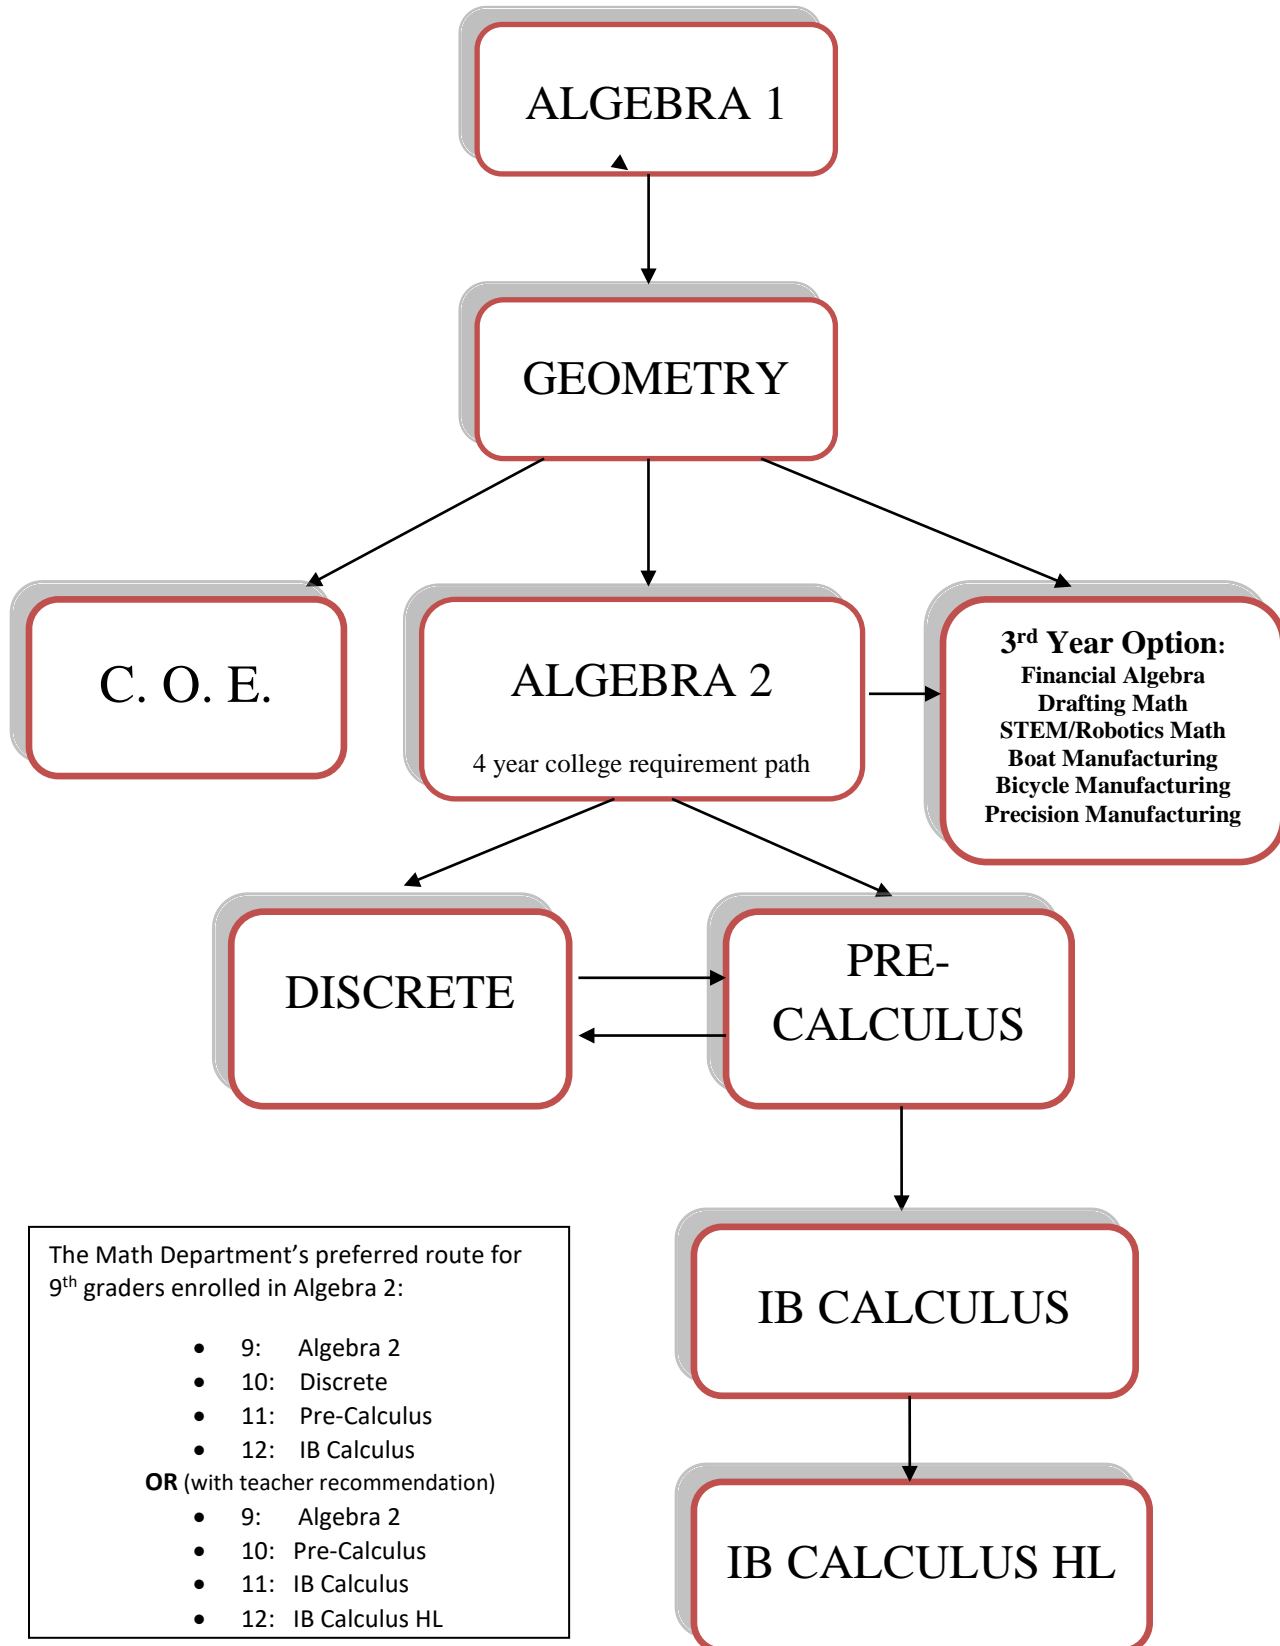 ALGEBRA 1
GEOMETRY
C. O. E.
ALGEBRA 2
4 year college requirement path
3rd Year Option:
Financial Algebra
Drafting Math
STEM/Robotics Math
Boat Manufacturing
Bicycle Manufacturing
Precision Manufacturing
DISCRETE
PRE-
CALCULUS
IB CALCULUS
IB CALCULUS HL
The Math Department’s preferred route for
9th graders enrolled in Algebra 2:
• 9: Algebra 2
• 10: Discrete
• 11: Pre-Calculus
• 12: IB Calculus
OR (with teacher recommendation)
• 9: Algebra 2
• 10: Pre-Calculus
• 11: IB Calculus
• 12: IB Calculus HL